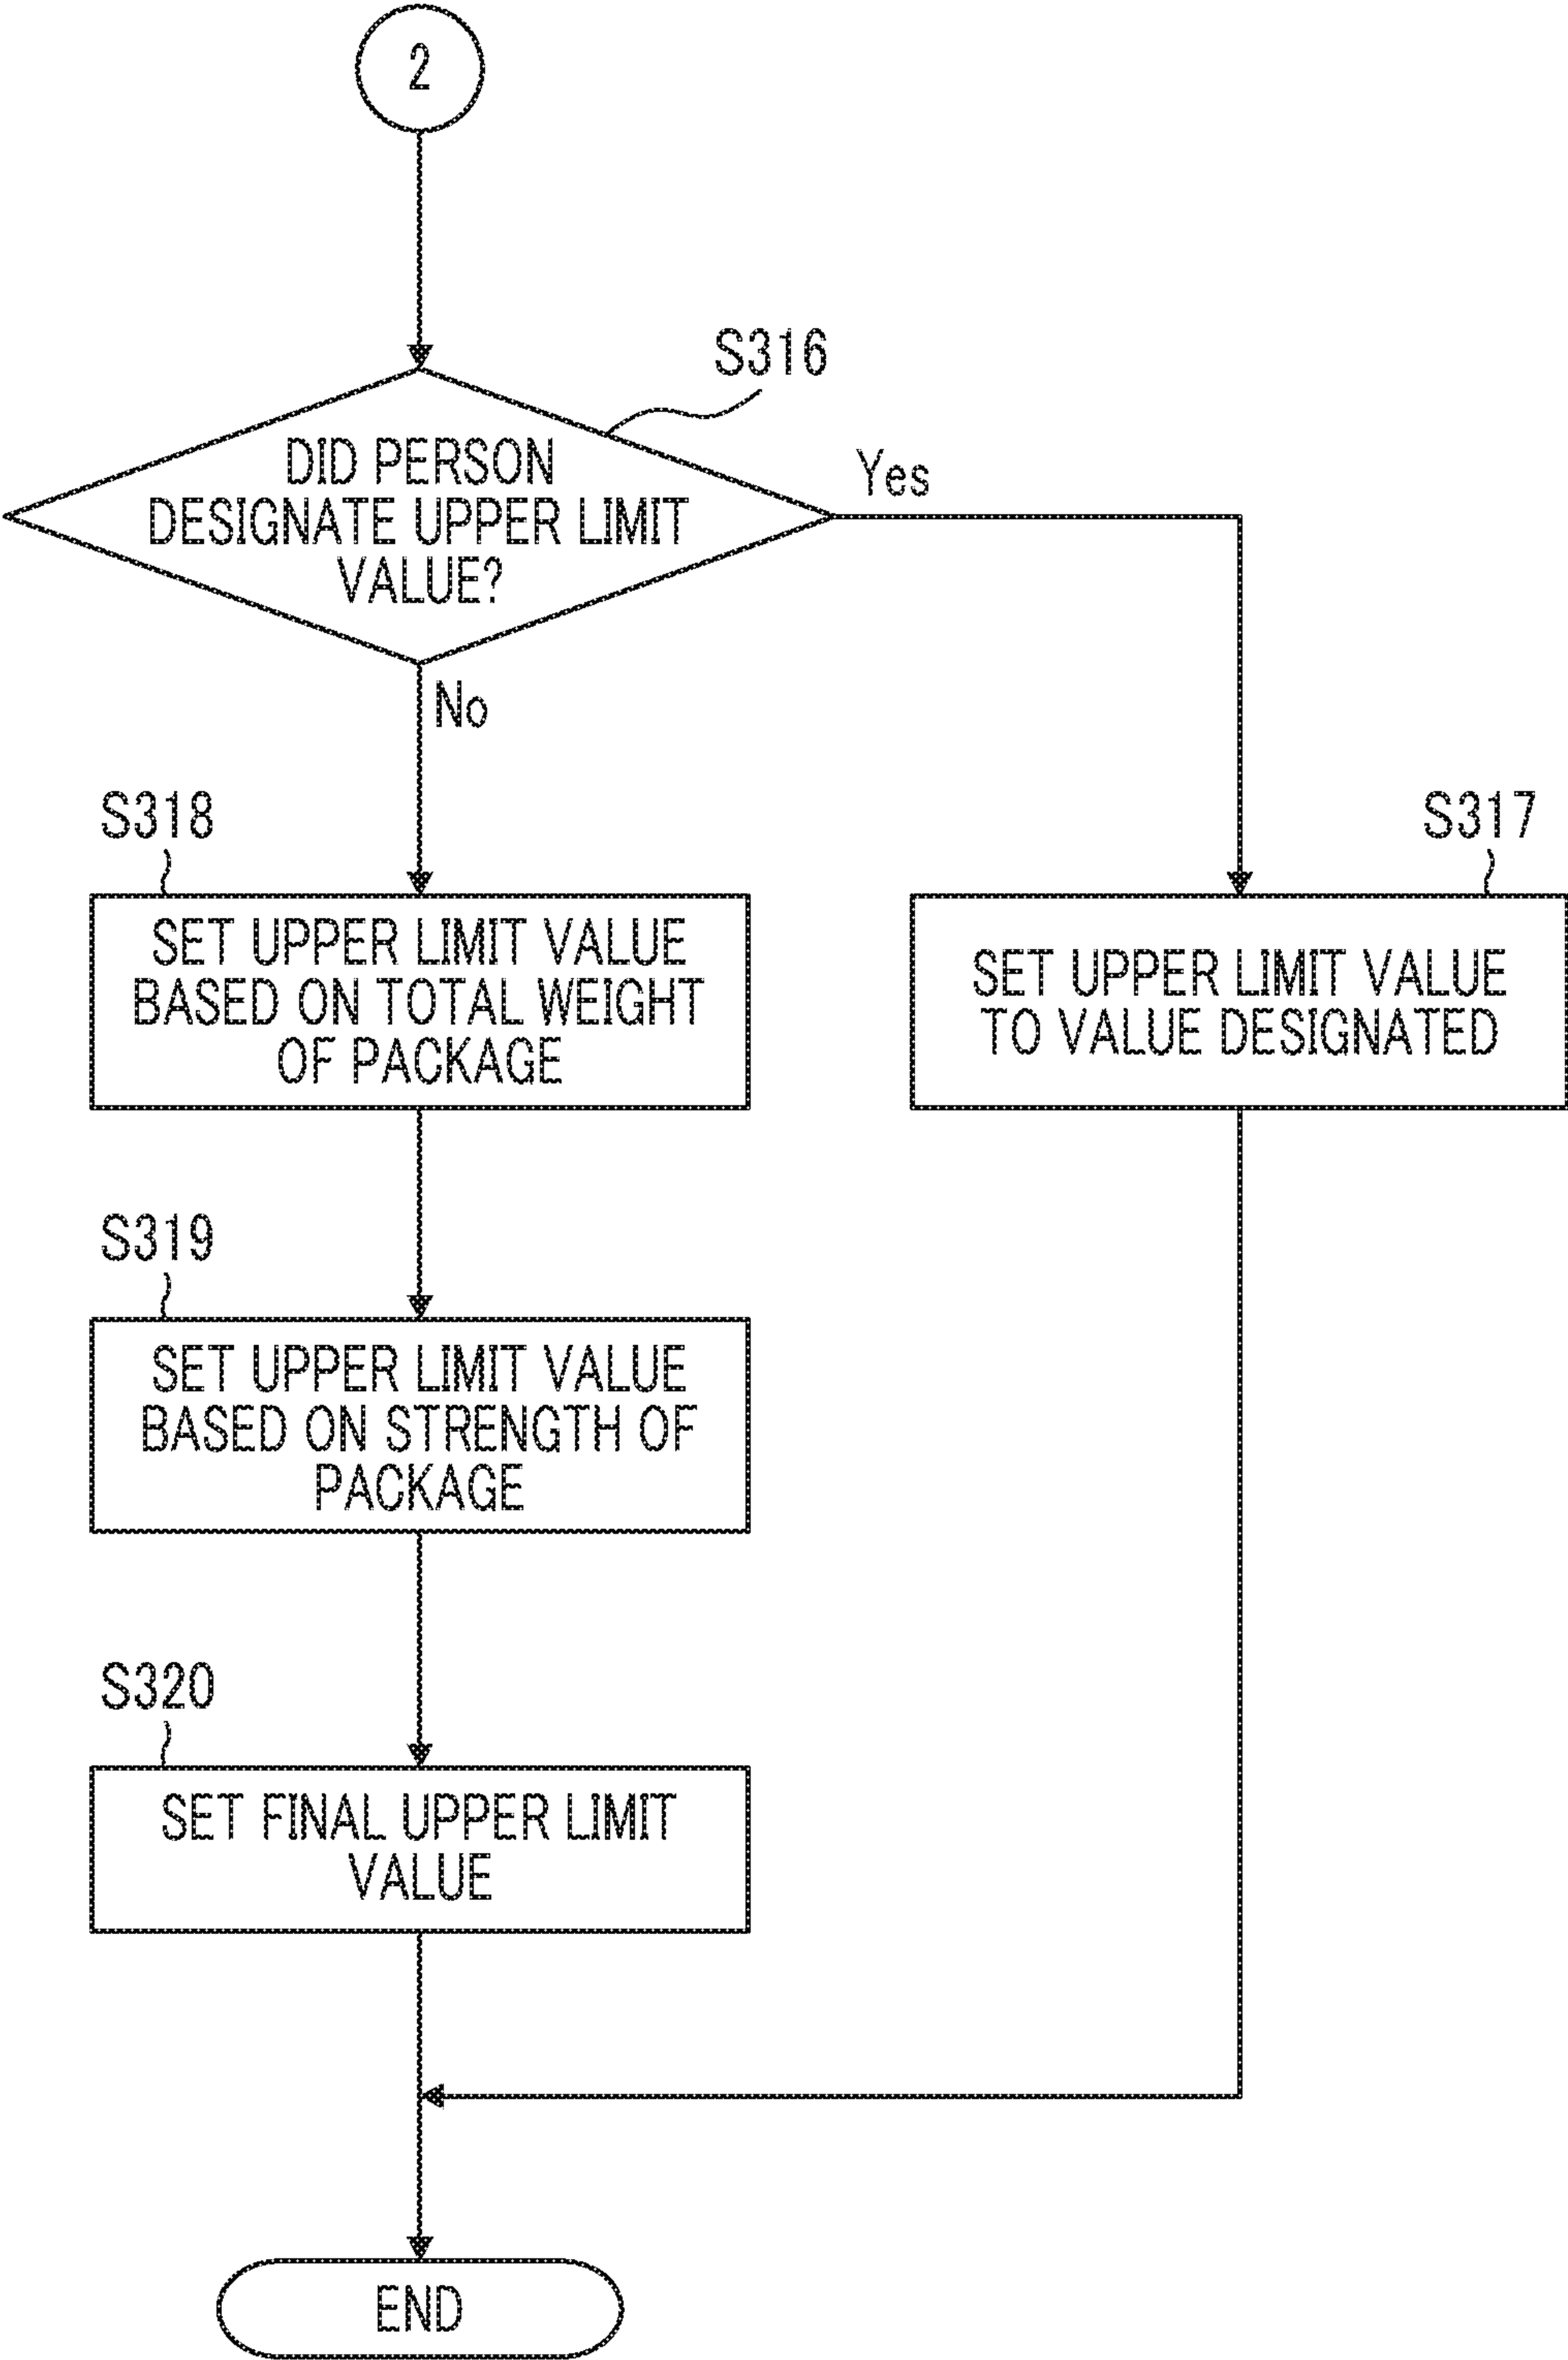 2
S316
DID PERSON
DESIGNATE UPPER LIMIT
VALUE?
Yes
No
S318
SET UPPER LIMIT VALUE
BASED ON TOTAL WEIGHT
OF PACKAGE
S317
SET UPPER LIMIT VALUE
TO VALUE DESIGNATED
S319
SET UPPER LIMIT VALUE
BASED ON STRENGTH OF
PACKAGE
S320
SET FINAL UPPER LIMIT
VALUE
END